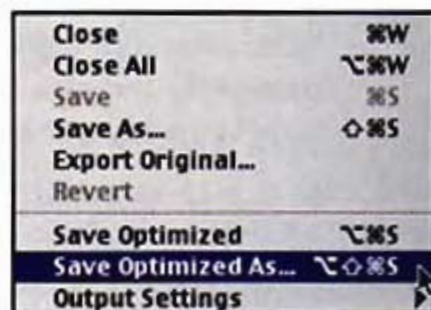 Close ⌘W
Close All ⌥⌘W
Save ⌘S
Save As... ⇧⌘S
Export Original...
Revert
Save Optimized ⌥⌘S
Save Optimized As... ⌥⇧⌘S
Output Settings ▶